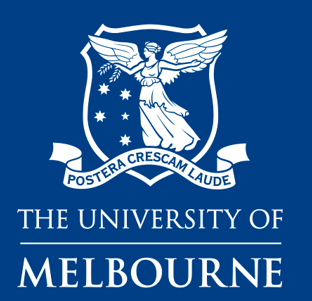 POSTERA CRESCAM LAUDE
THE UNIVERSITY OF
MELBOURNE